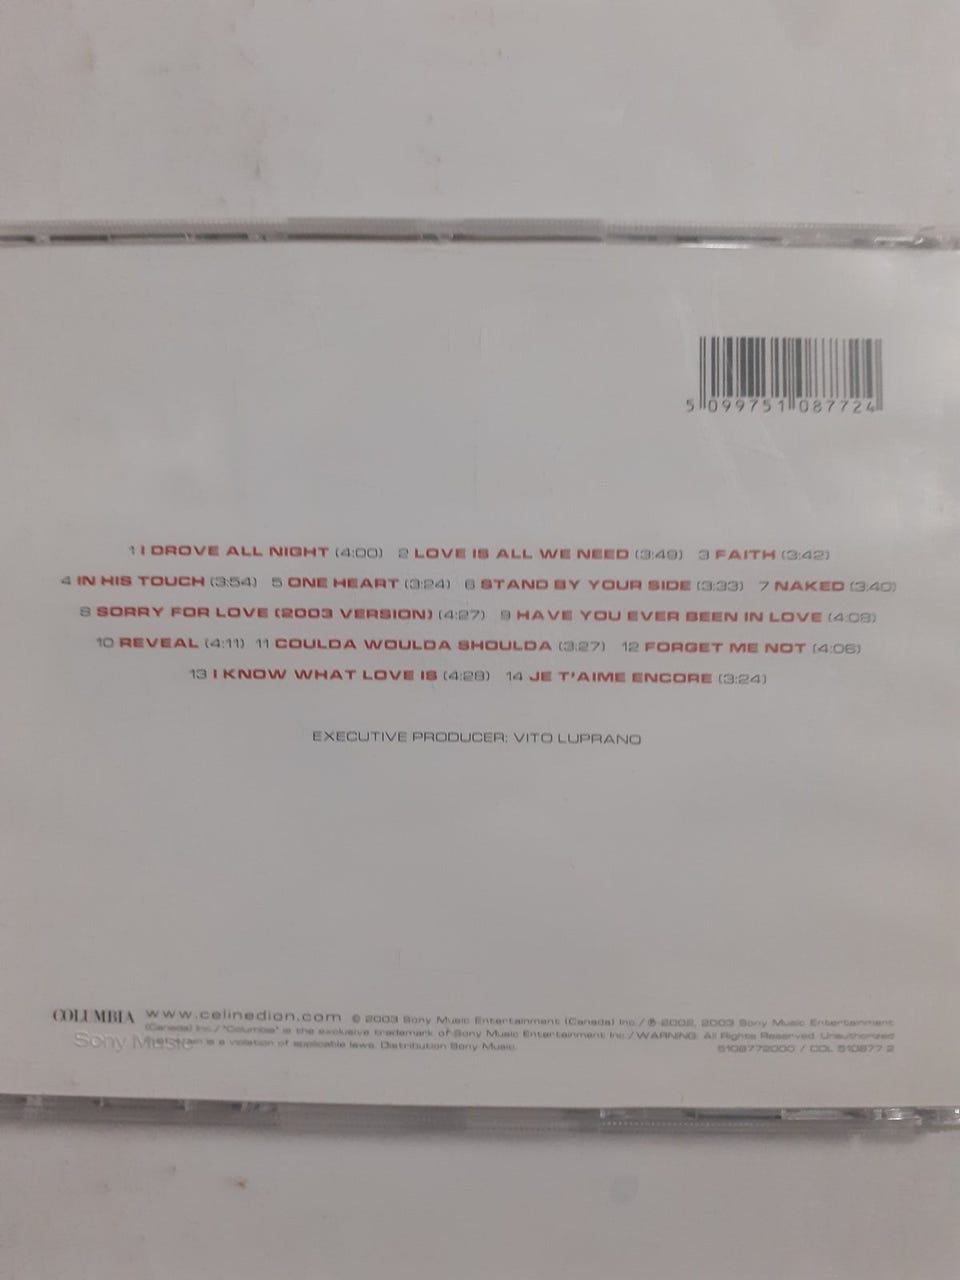 5 099751 087724
1 I DROVE ALL NIGHT (4:00) 2 LOVE IS ALL WE NEED (3:49) 3 FAITH (3:42)
4 IN HIS TOUCH (3:54) 5 ONE HEART (3:24) 6 STAND BY YOUR SIDE (3:33) 7 NAKED (3:40)
8 SORRY FOR LOVE (2003 VERSION) (4:27) 9 HAVE YOU EVER BEEN IN LOVE (4:08)
10 REVEAL (4:11) 11 COULDA WOULDA SHOULDA (3:27) 12 FORGET ME NOT (4:06)
13 I KNOW WHAT LOVE IS (4:28) 14 JE T'AIME ENCORE (3:24)
EXECUTIVE PRODUCER: VITO LUPRANO
COLUMBIA www.celinedion.com © 2003 Sony Music Entertainment (Canada) Inc./ ℗ 2002, 2003 Sony Music Entertainment
(Canada) Inc./ "Columbia" is the exclusive trademark of Sony Music Entertainment Inc./ WARNING: All Rights Reserved. Unauthorized
Sony Music is a violation of applicable laws. Distribution Sony Music.
5108772000 / COL 510877 2